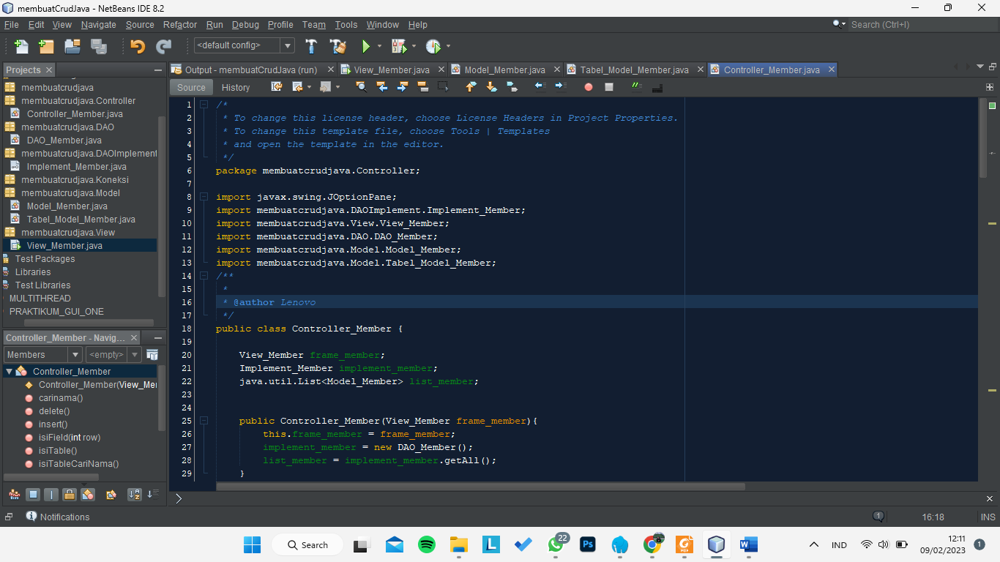 membuatCrudJava - NetBeans IDE 8.2
File Edit View Navigate Source Refactor Run Debug Profile Team Tools Window Help
Search (Ctrl+I)
<default config>
Projects
Output - membuatCrudJava (run) View_Member.java Model_Member.java Tabel_Model_Member.java Controller_Member.java
Source History
membuatcrudjava
membuatcrudjava.Controller
Controller_Member.java
membuatcrudjava.DAO
DAO_Member.java
membuatcrudjava.DAOImplement
Implement_Member.java
membuatcrudjava.Koneksi
membuatcrudjava.Model
Model_Member.java
Tabel_Model_Member.java
membuatcrudjava.View
View_Member.java
Test Packages
Libraries
Test Libraries
MULTITHREAD
PRAKTIKUM_GUI_ONE
Controller_Member - Navig...
Members <empty>
Controller_Member
Controller_Member(View_Mer
carinama()
delete()
insert()
isiField(int row)
isiTable()
isiTableCariNama()
1 /*
2 * To change this license header, choose License Headers in Project Properties.
3 * To change this template file, choose Tools | Templates
4 * and open the template in the editor.
5 */
6 package membuatcrudjava.Controller;
7
8 import javax.swing.JOptionPane;
9 import membuatcrudjava.DAOImplement.Implement_Member;
10 import membuatcrudjava.View.View_Member;
11 import membuatcrudjava.DAO.DAO_Member;
12 import membuatcrudjava.Model.Model_Member;
13 import membuatcrudjava.Model.Tabel_Model_Member;
14 /**
15 *
16 * @author Lenovo
17 */
18 public class Controller_Member {
19
20 View_Member frame_member;
21 Implement_Member implement_member;
22 java.util.List<Model_Member> list_member;
23
24
25 public Controller_Member(View_Member frame_member){
26 this.frame_member = frame_member;
27 implement_member = new DAO_Member();
28 list_member = implement_member.getAll();
29 }
Notifications
1
16:18
INS
Search
22
Ps
IND
12:11
09/02/2023
1